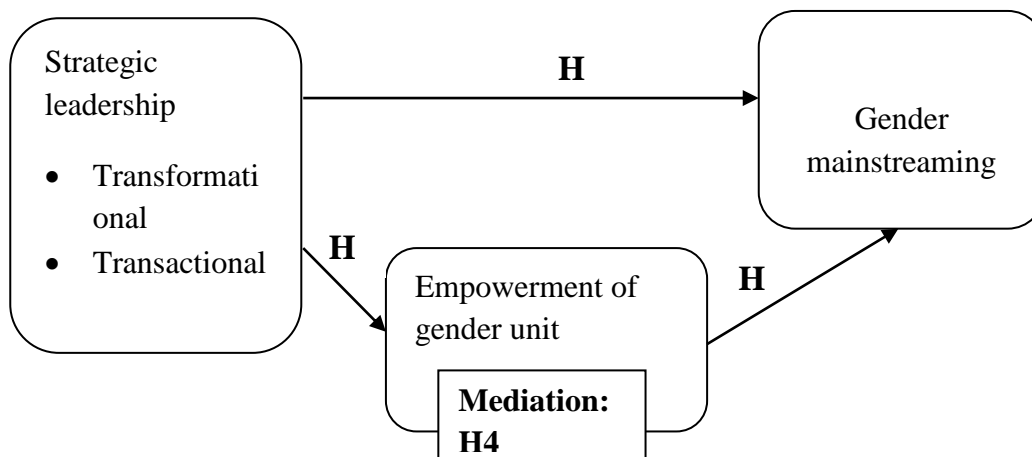 Strategic
leadership
• Transformati
onal
• Transactional
H
Gender
mainstreaming
H
Empowerment of
gender unit
H
Mediation:
H4